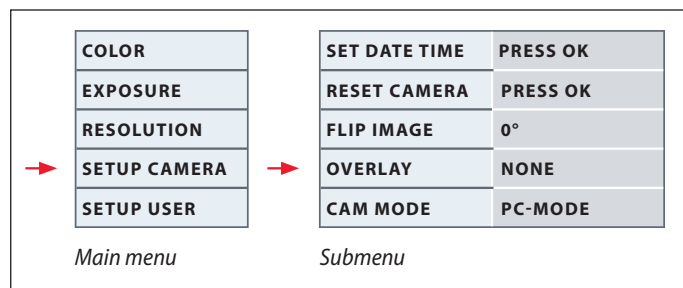 COLOR
EXPOSURE
RESOLUTION
SETUP CAMERA
SETUP USER
Main menu
SET DATE TIME PRESS OK
RESET CAMERA PRESS OK
FLIP IMAGE 0°
OVERLAY NONE
CAM MODE PC-MODE
Submenu